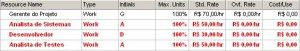 Resource Name Type Initials Max. Units Std. Rate Ovt. Rate Cost/Use
Gerente do Projeto Work G 100% R$ 70,00/hr R$ 0,00/hr R$ 0,00
Analista de Sistemas Work A 100% R$ 50,00/hr R$ 0,00/hr R$ 0,00
Desenvolvedor Work D 100% R$ 30,00/hr R$ 0,00/hr R$ 0,00
Analista de Testes Work A 100% R$ 50,00/hr R$ 0,00/hr R$ 0,00